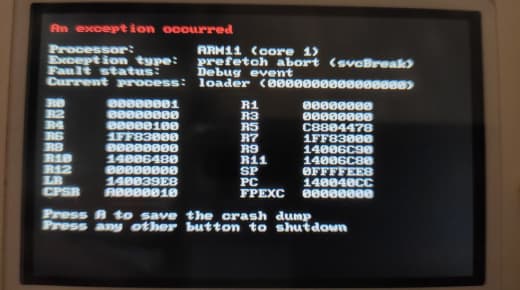 An exception occurred
Processor: ARM11 (core 1)
Exception type: prefetch abort (svcBreak)
Fault status: Debug event
Current process: loader (0000000000000000)
R0 00000001 R1 00000000
R2 00000000 R3 00000000
R4 00000100 R5 C8804478
R6 1FF83000 R7 1FF83000
R8 00000000 R9 14006C90
R10 14006480 R11 14006C80
R12 00000000 SP 0FFFFEE8
LR 140039E8 PC 140040CC
CPSR A0000010 FPEXC 00000000
Press A to save the crash dump
Press any other button to shutdown